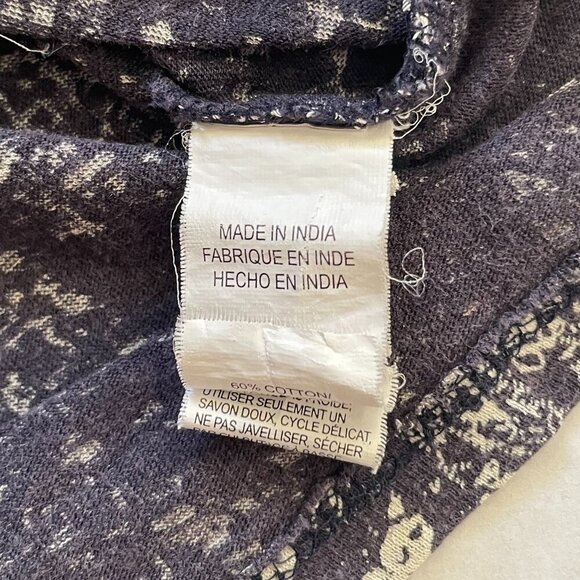 MADE IN INDIA
FABRIQUE EN INDE
HECHO EN INDIA
60% COTTON/
UTILISER SEULEMENT UN
SAVON DOUX, CYCLE DÉLICAT,
NE PAS JAVELLISER, SÉCHER